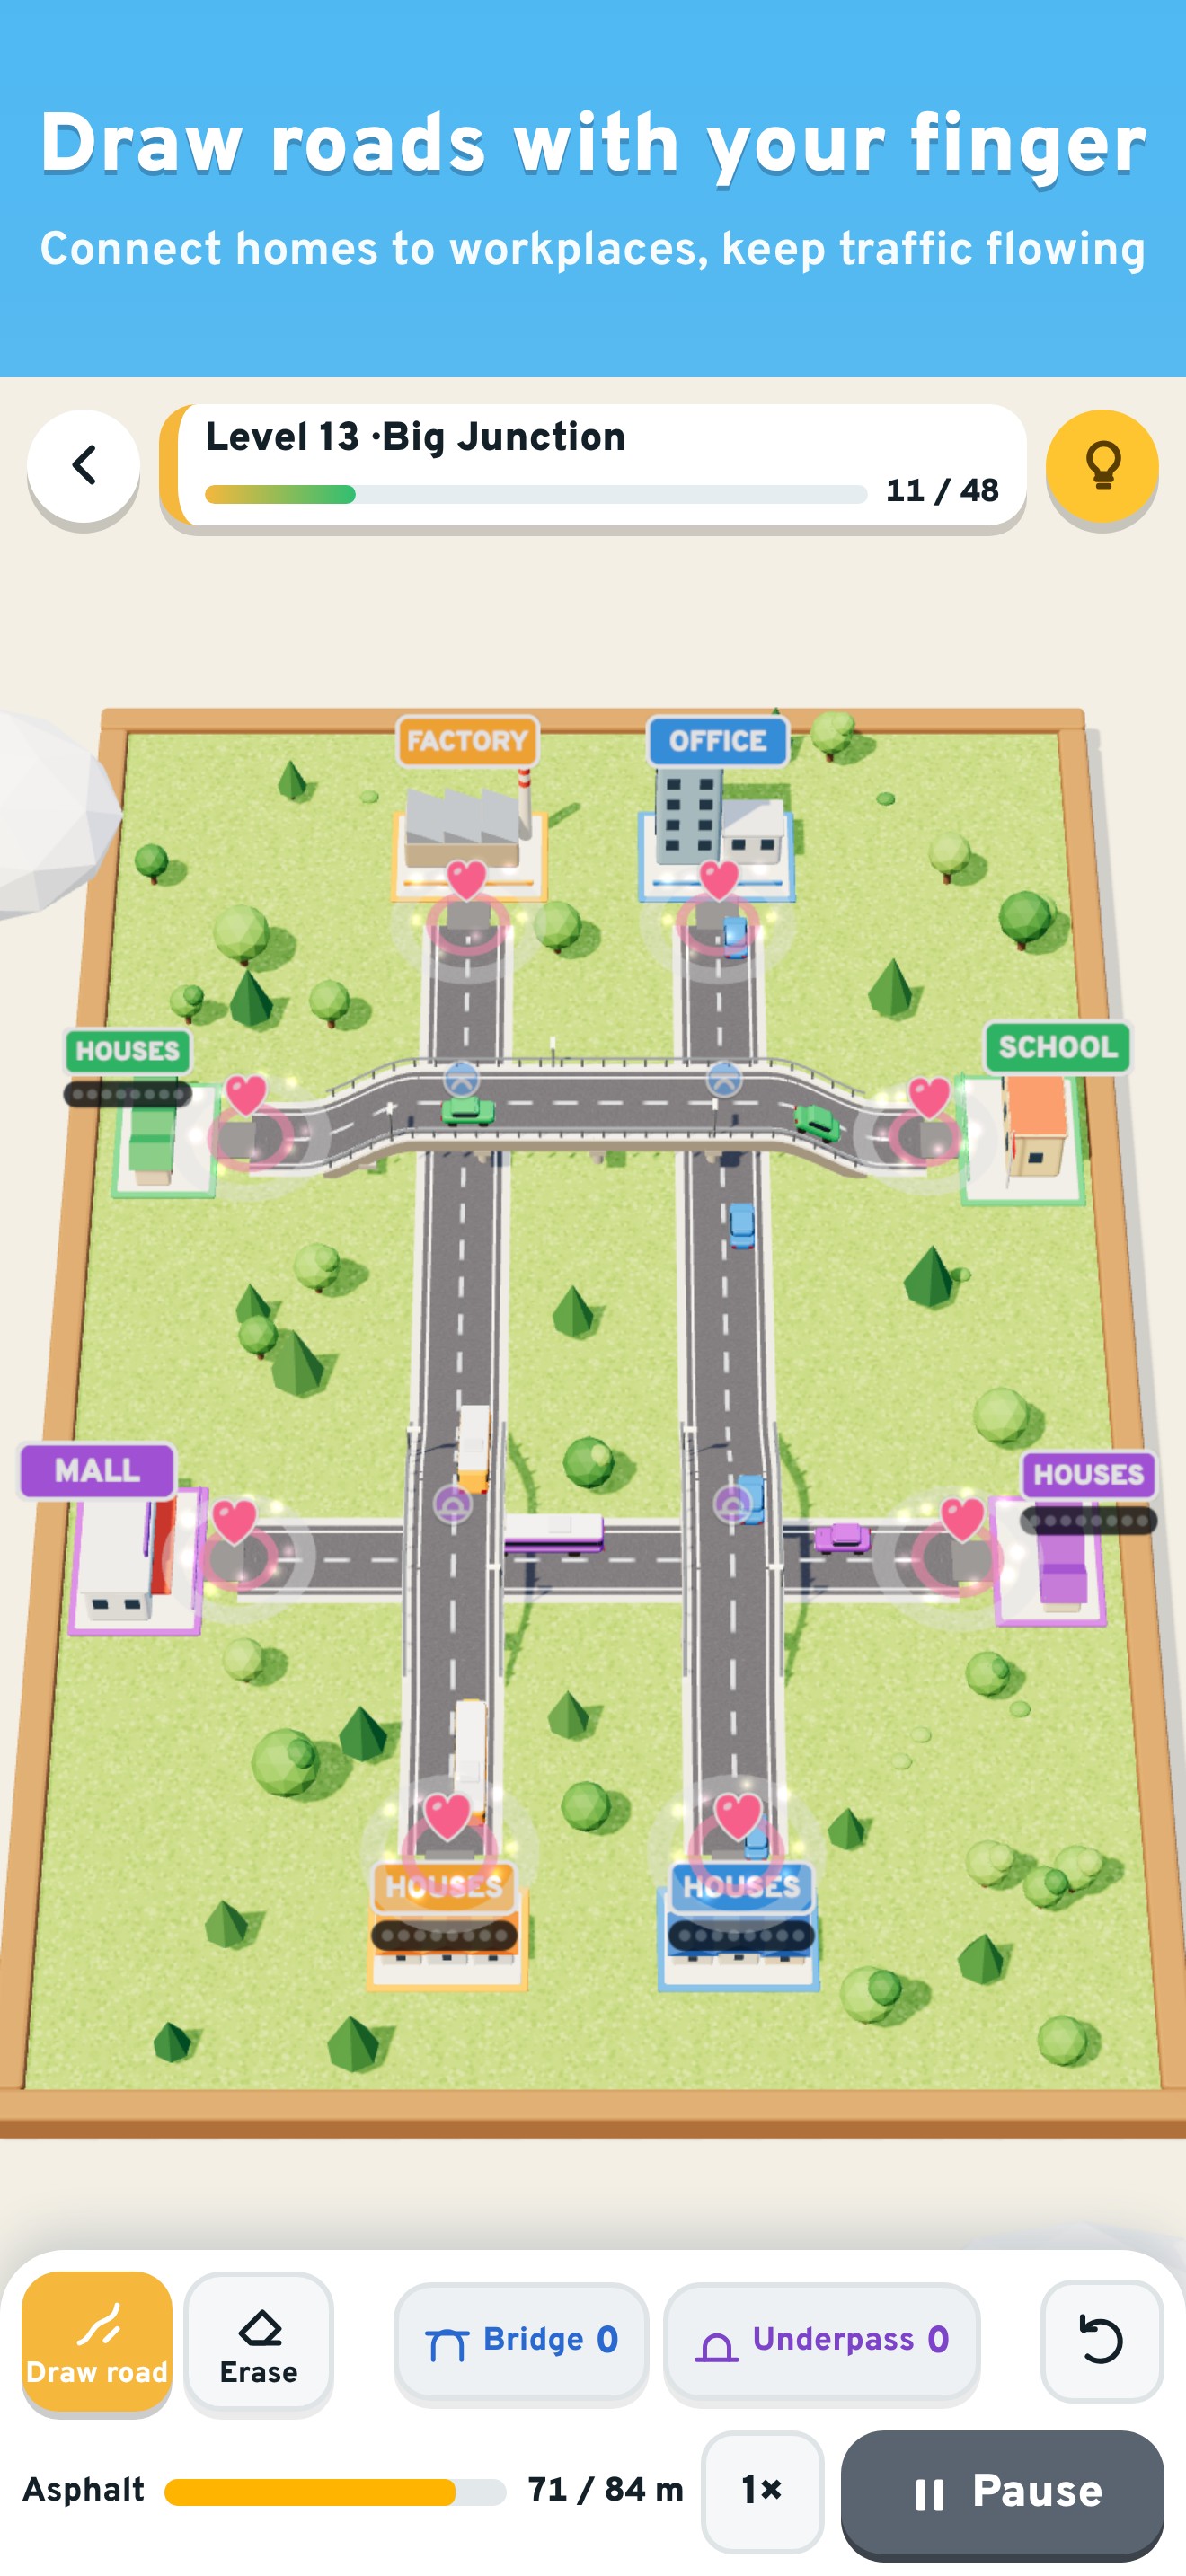 Draw roads with your finger
Connect homes to workplaces, keep traffic flowing
Level 13 ·Big Junction
11 / 48
FACTORY
OFFICE
HOUSES
SCHOOL
MALL
HOUSES
HOUSES
HOUSES
Draw road
Erase
Bridge 0
Underpass 0
Asphalt
71 / 84 m
1×
Pause